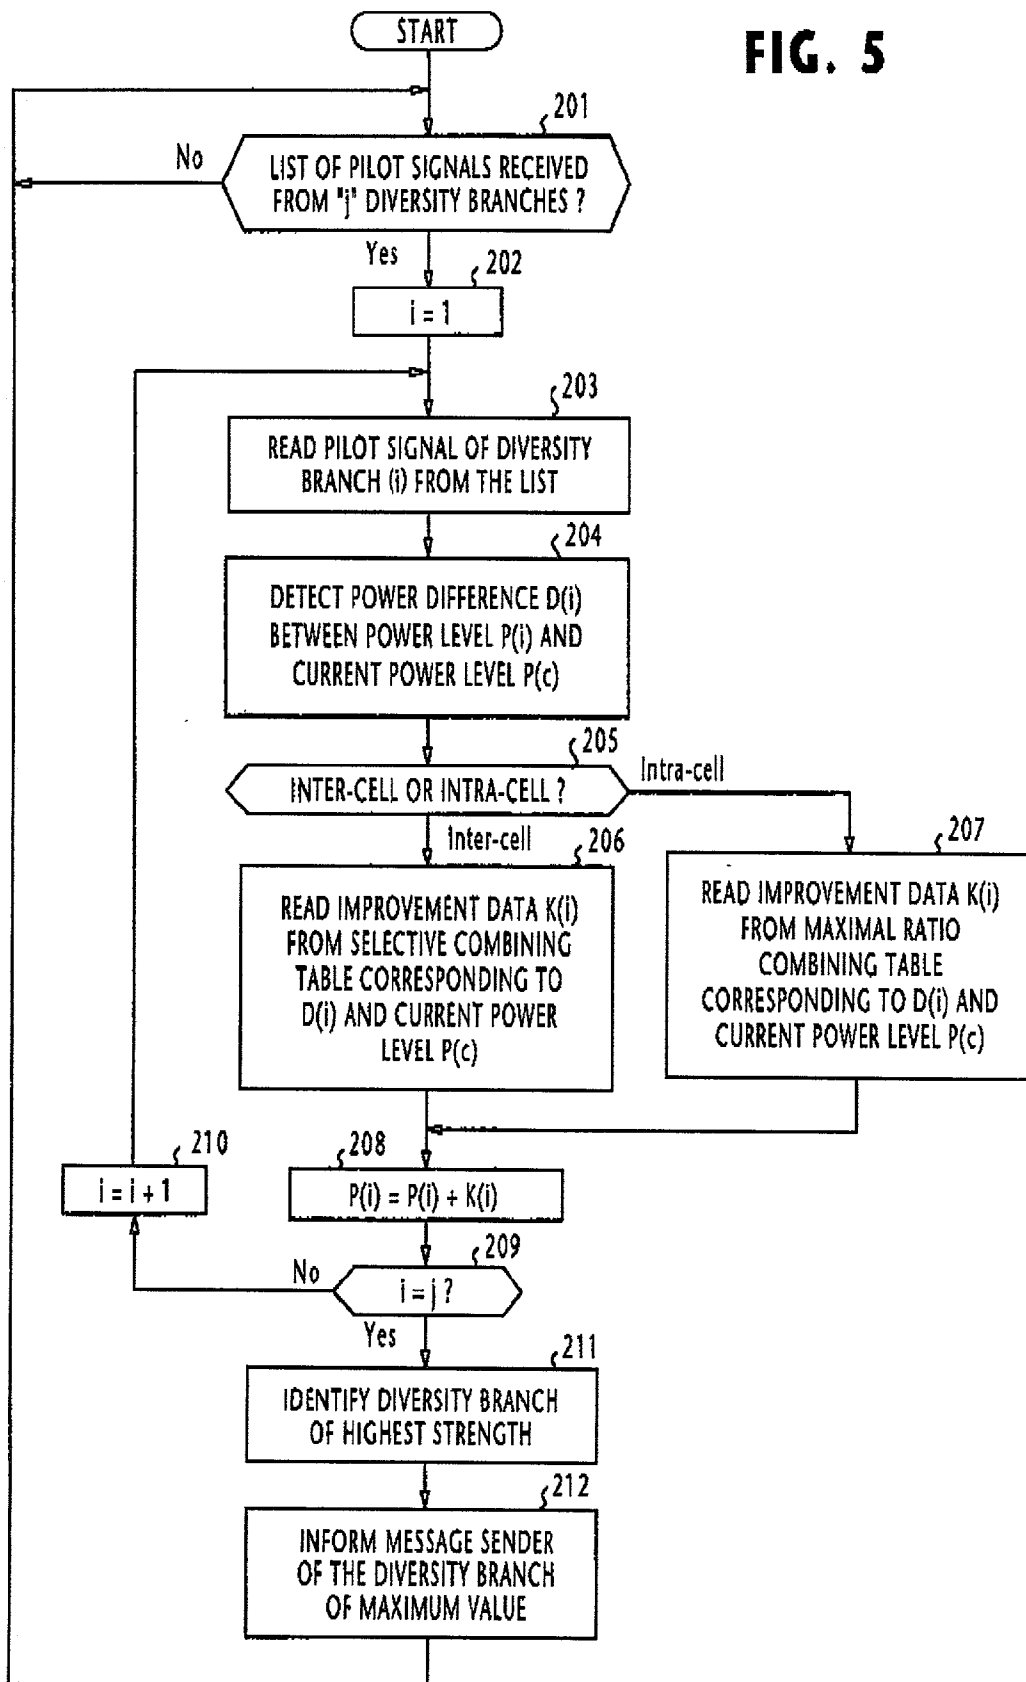 START
FIG. 5
201
LIST OF PILOT SIGNALS RECEIVED
FROM "j" DIVERSITY BRANCHES ?
No
Yes
202
i = 1
203
READ PILOT SIGNAL OF DIVERSITY
BRANCH (i) FROM THE LIST
204
DETECT POWER DIFFERENCE D(i)
BETWEEN POWER LEVEL P(i) AND
CURRENT POWER LEVEL P(c)
205
INTER-CELL OR INTRA-CELL ?
Intra-cell
Inter-cell
206
READ IMPROVEMENT DATA K(i)
FROM SELECTIVE COMBINING
TABLE CORRESPONDING TO
D(i) AND CURRENT POWER
LEVEL P(c)
207
READ IMPROVEMENT DATA K(i)
FROM MAXIMAL RATIO
COMBINING TABLE
CORRESPONDING TO D(i) AND
CURRENT POWER LEVEL P(c)
210
i = i + 1
208
P(i) = P(i) + K(i)
209
i = j ?
No
Yes
211
IDENTIFY DIVERSITY BRANCH
OF HIGHEST STRENGTH
212
INFORM MESSAGE SENDER
OF THE DIVERSITY BRANCH
OF MAXIMUM VALUE